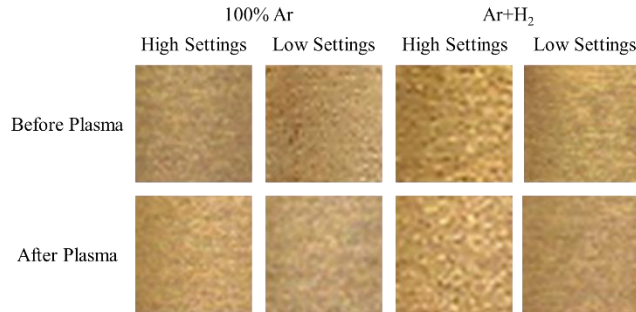 100% Ar
Ar+H₂
High Settings
Low Settings
High Settings
Low Settings
Before Plasma
After Plasma